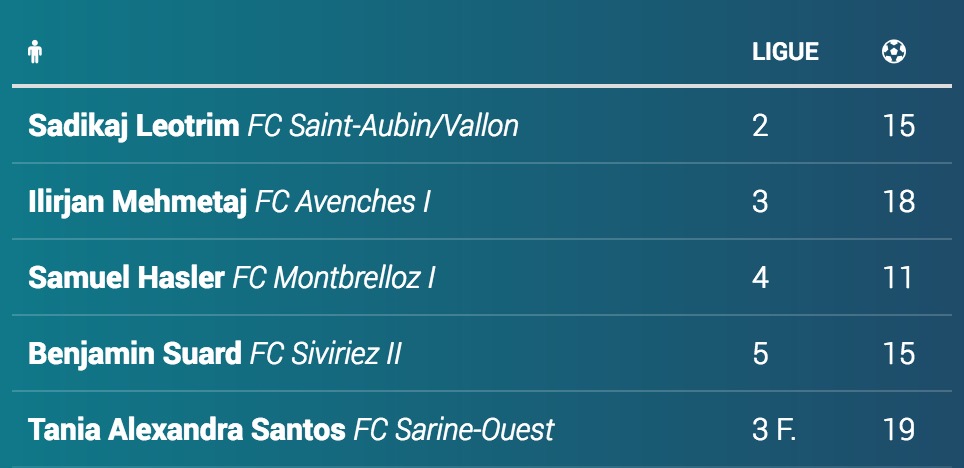 LIGUE
Sadikaj Leotrim FC Saint-Aubin/Vallon 2 15
Ilirjan Mehmetaj FC Avenches I 3 18
Samuel Hasler FC Montbrelloz I 4 11
Benjamin Suard FC Siviriez II 5 15
Tania Alexandra Santos FC Sarine-Ouest 3 F. 19